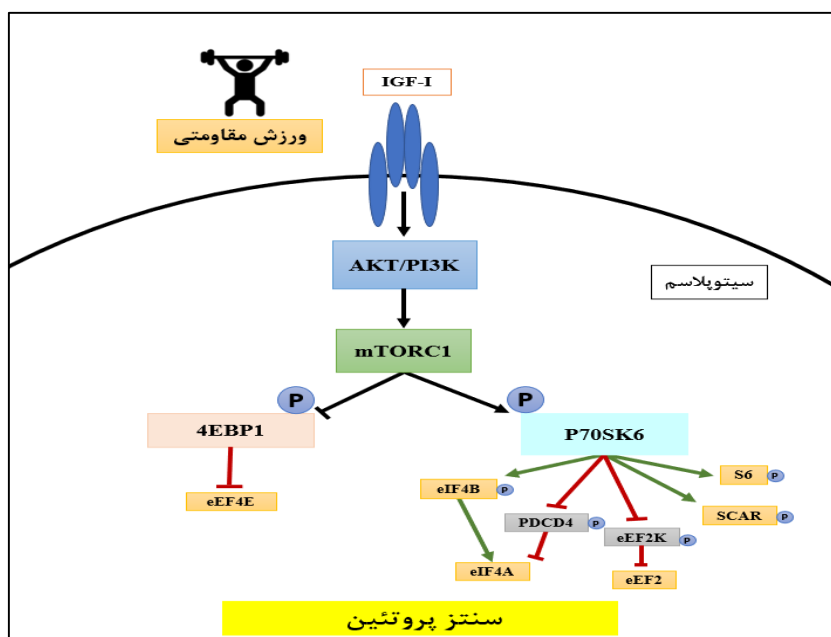 IGF-I
ورزش مقاومتی
AKT/PI3K
سیتوپلاسم
mTORC1
P
P
4EBP1
P70SK6
S6
P
eIF4B
P
eEF4E
SCAR
P
PDCD4
P
eEF2K
P
eIF4A
eEF2
سنتز پروتئین